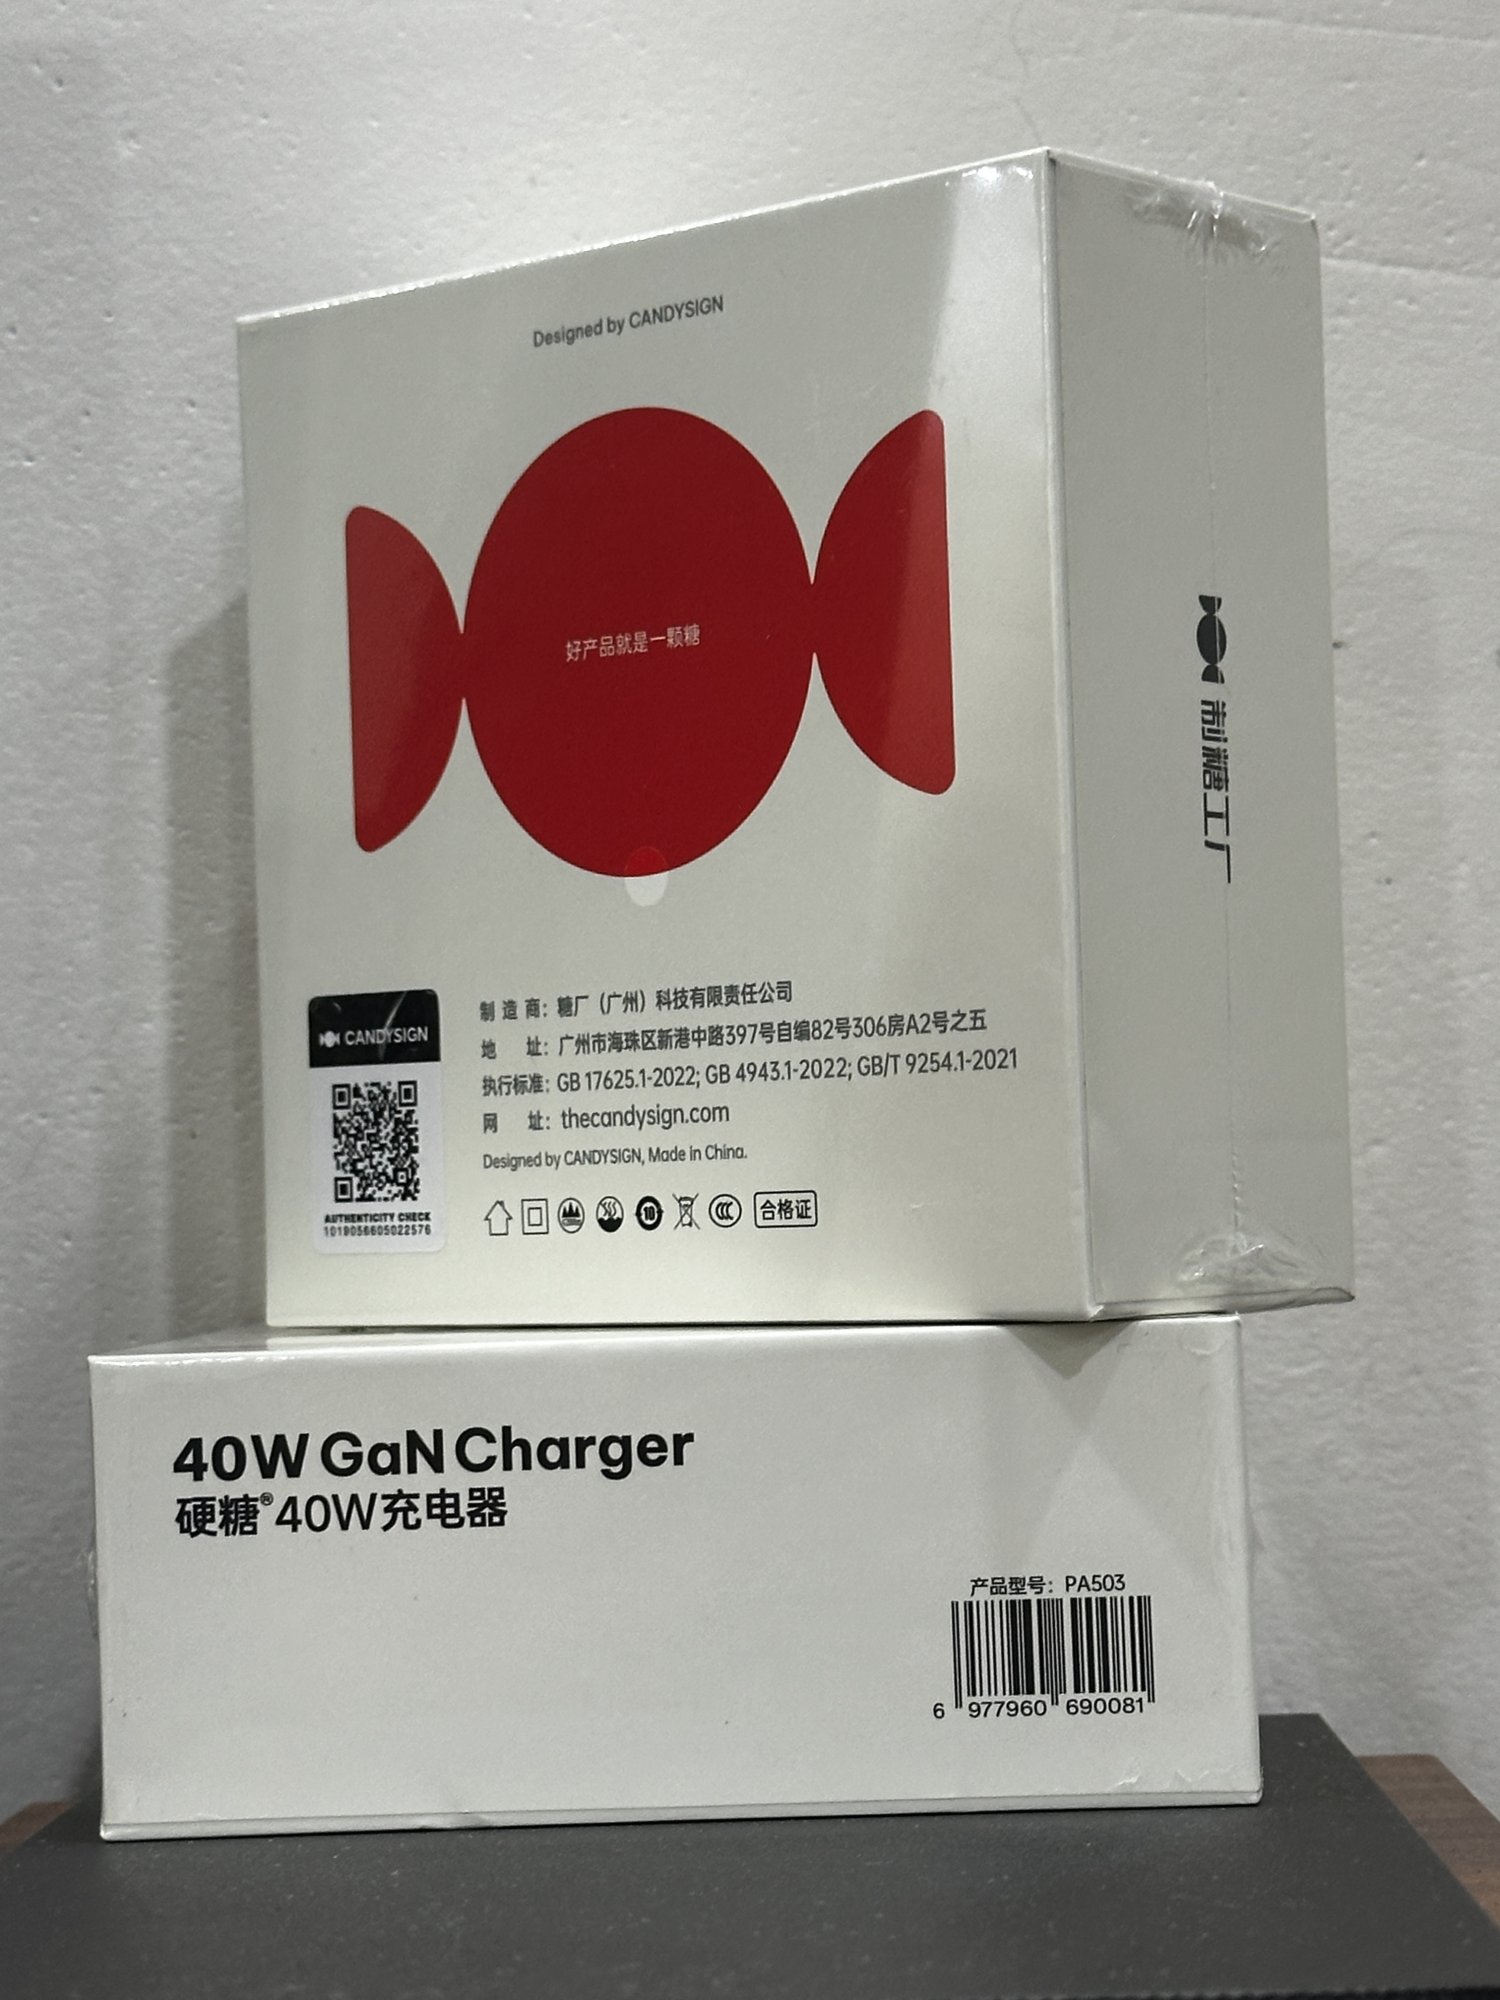 Designed by CANDYSIGN
好产品就是一颗糖
制糖工厂
CANDYSIGN
AUTHENTICITY CHECK
1019056605022576
制造商：糖厂（广州）科技有限责任公司
地址：广州市海珠区新港中路397号自编82号306房A2号之五
执行标准：GB 17625.1-2022; GB 4943.1-2022; GB/T 9254.1-2021
网址：thecandysign.com
Designed by CANDYSIGN, Made in China.
10
CCC
合格证
40W GaN Charger
硬糖®40W充电器
产品型号：PA503
6 977960 690081